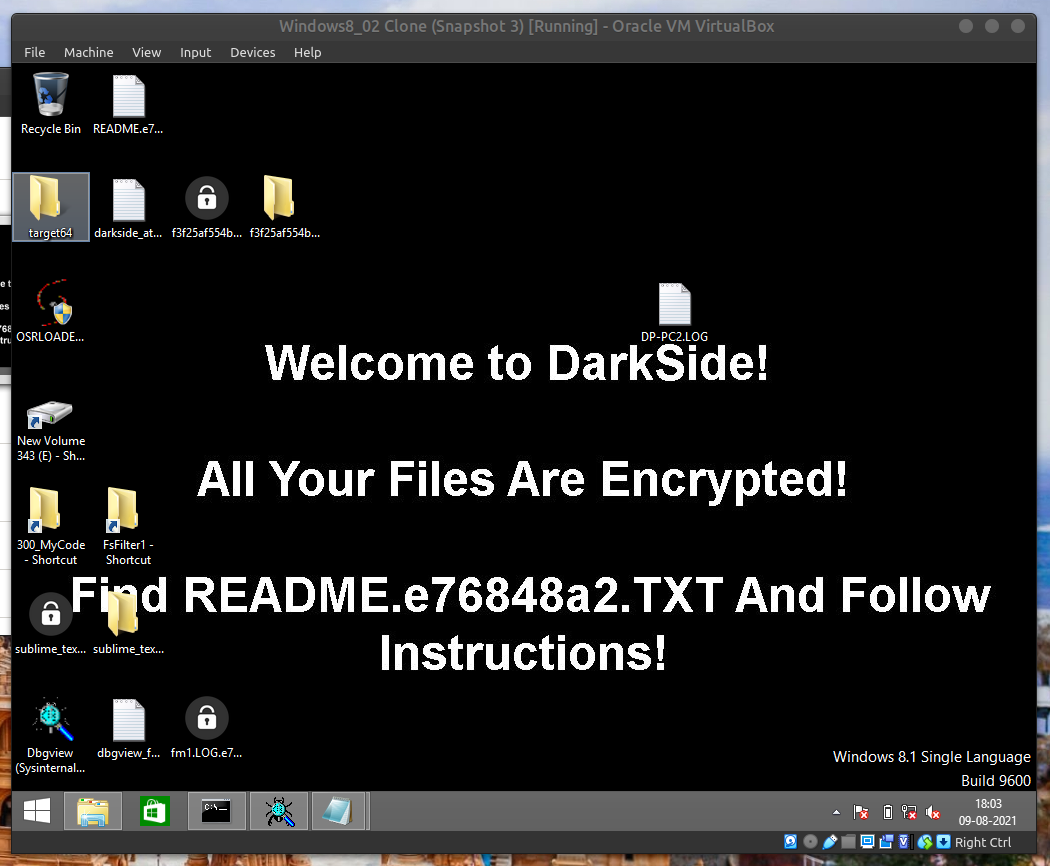 Windows8_02 Clone (Snapshot 3) [Running] - Oracle VM VirtualBox
File Machine View Input Devices Help
Recycle Bin
README.e7...
target64
darkside_at...
f3f25af554b...
f3f25af554b...
OSRLOADE...
DP-PC2.LOG
Welcome to DarkSide!
New Volume
343 (E) - Sh...
All Your Files Are Encrypted!
300_MyCode
- Shortcut
FsFilter1 -
Shortcut
Find README.e76848a2.TXT And Follow
Instructions!
sublime_tex...
sublime_tex...
Dbgview
(Sysinternal...
dbgview_f...
fm1.LOG.e7...
Windows 8.1 Single Language
Build 9600
C:\_
18:03
09-08-2021
Right Ctrl